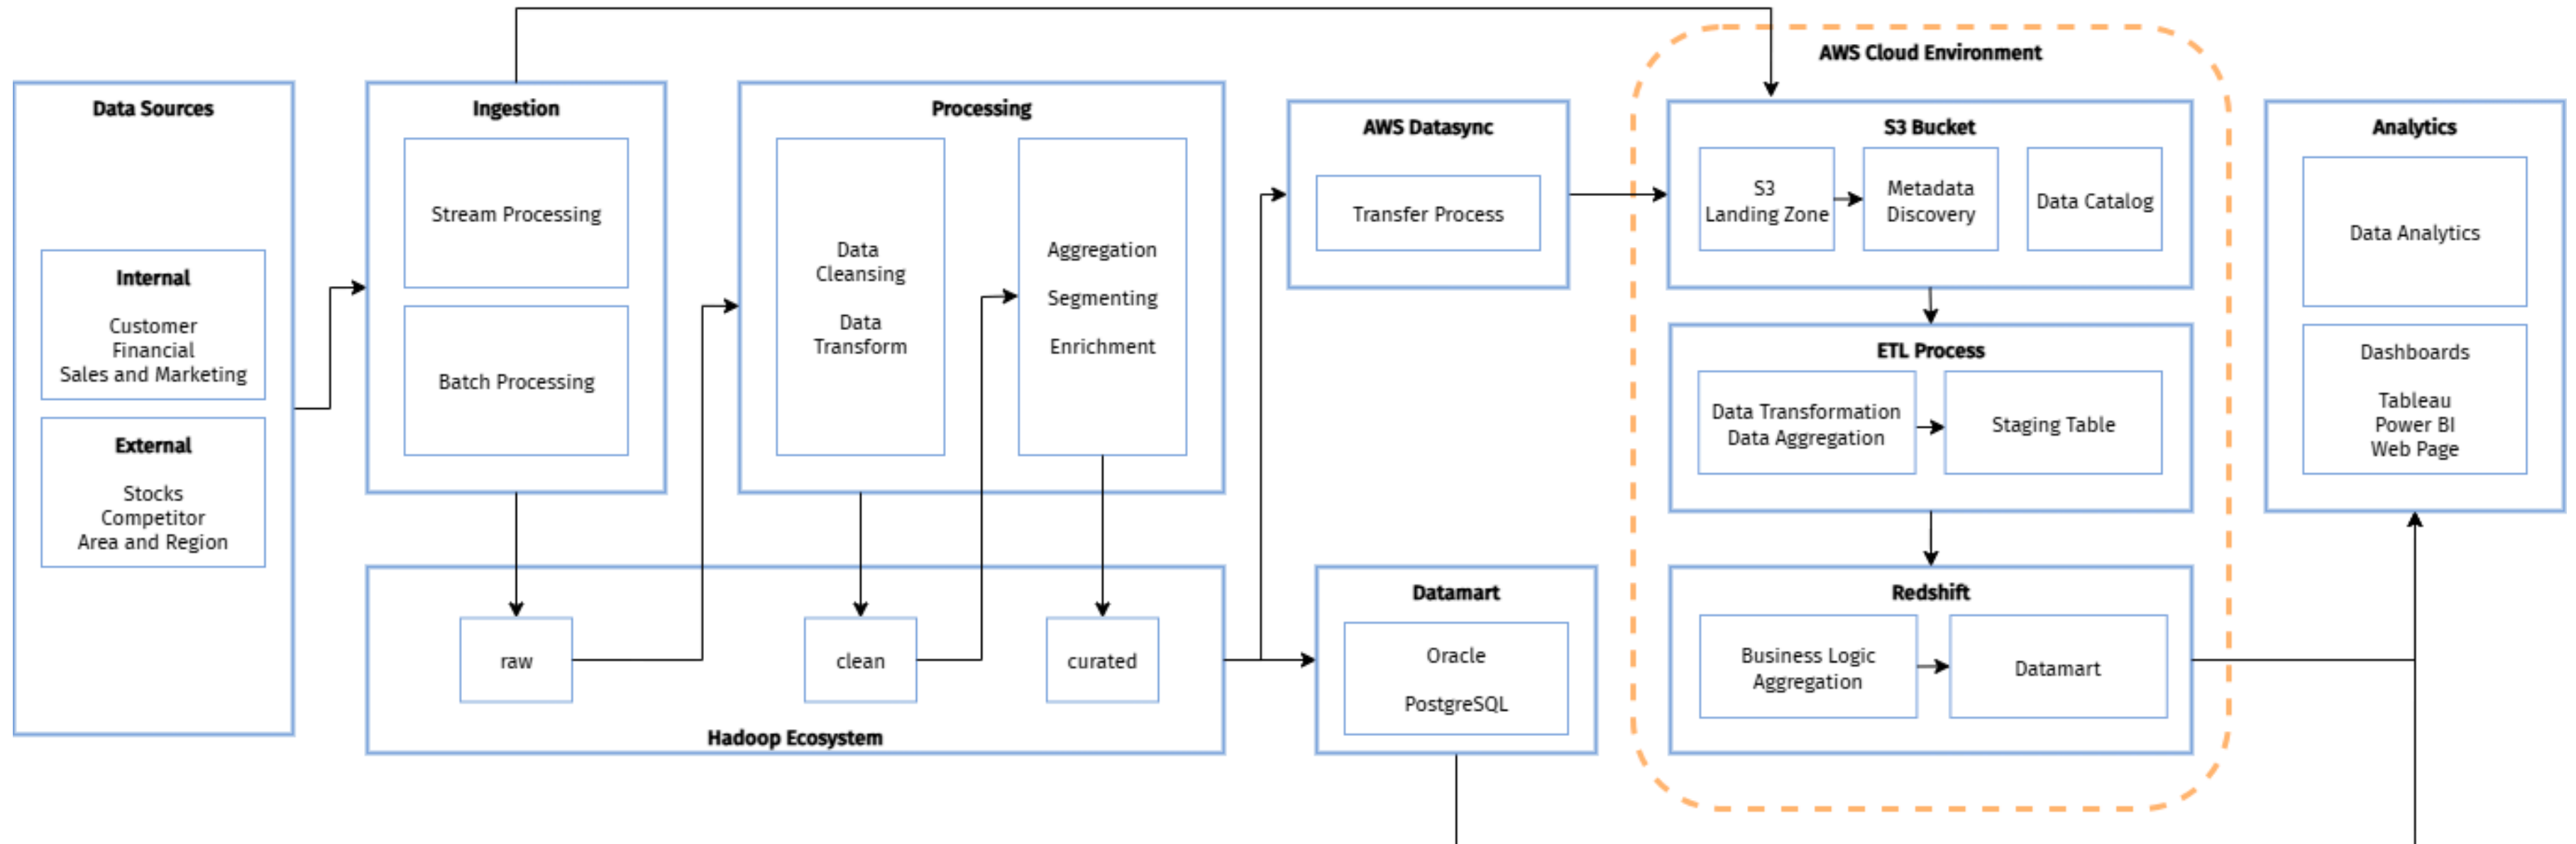 Data Sources
Internal
Customer
Financial
Sales and Marketing
External
Stocks
Competitor
Area and Region
Ingestion
Stream Processing
Batch Processing
Processing
Data
Cleansing
Data
Transform
Aggregation
Segmenting
Enrichment
raw
clean
curated
Hadoop Ecosystem
AWS Datasync
Transfer Process
Datamart
Oracle
PostgreSQL
AWS Cloud Environment
S3 Bucket
S3
Landing Zone
Metadata
Discovery
Data Catalog
ETL Process
Data Transformation
Data Aggregation
Staging Table
Redshift
Business Logic
Aggregation
Datamart
Analytics
Data Analytics
Dashboards
Tableau
Power BI
Web Page